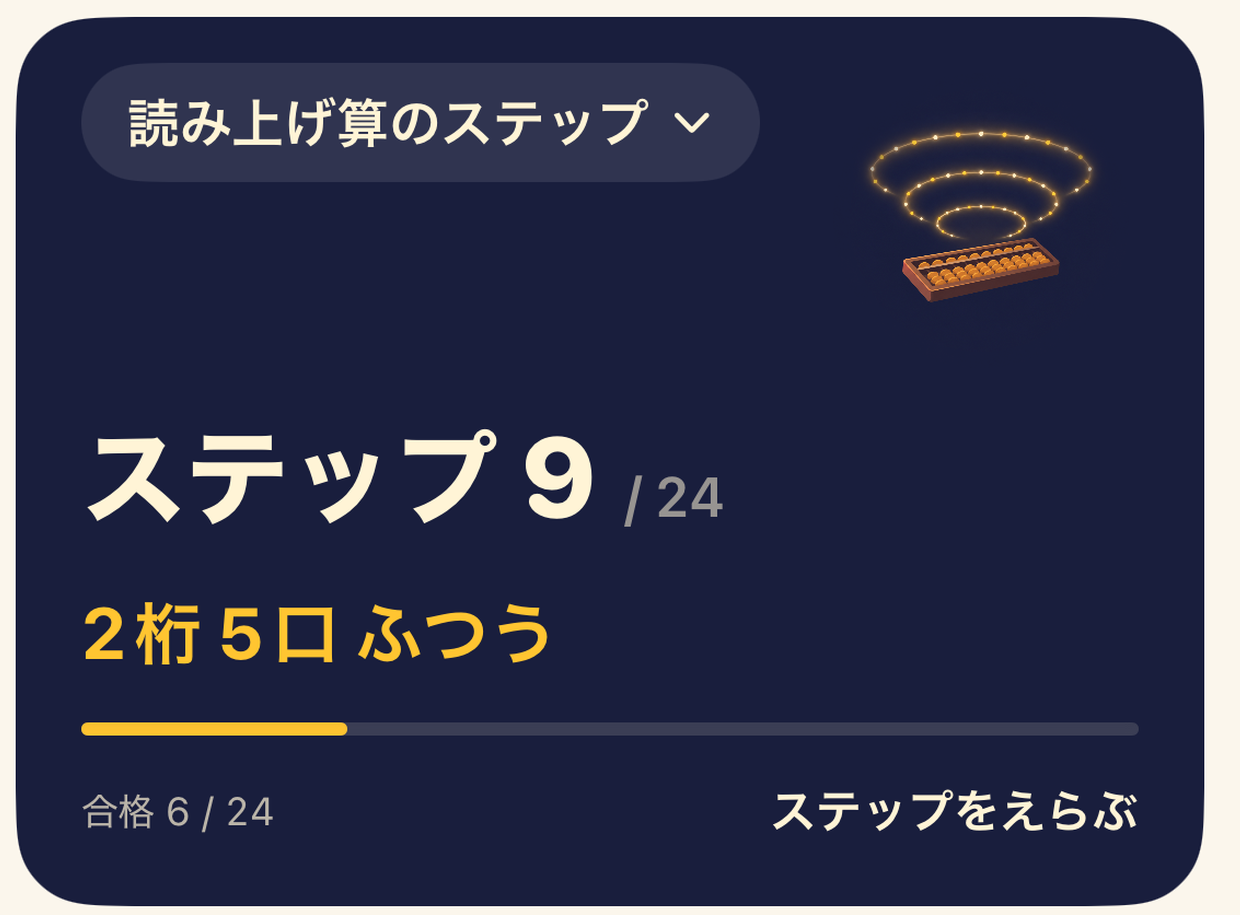 読み上げ算のステップ
ステップ 9 / 24
2桁 5口 ふつう
合格 6 / 24
ステップをえらぶ